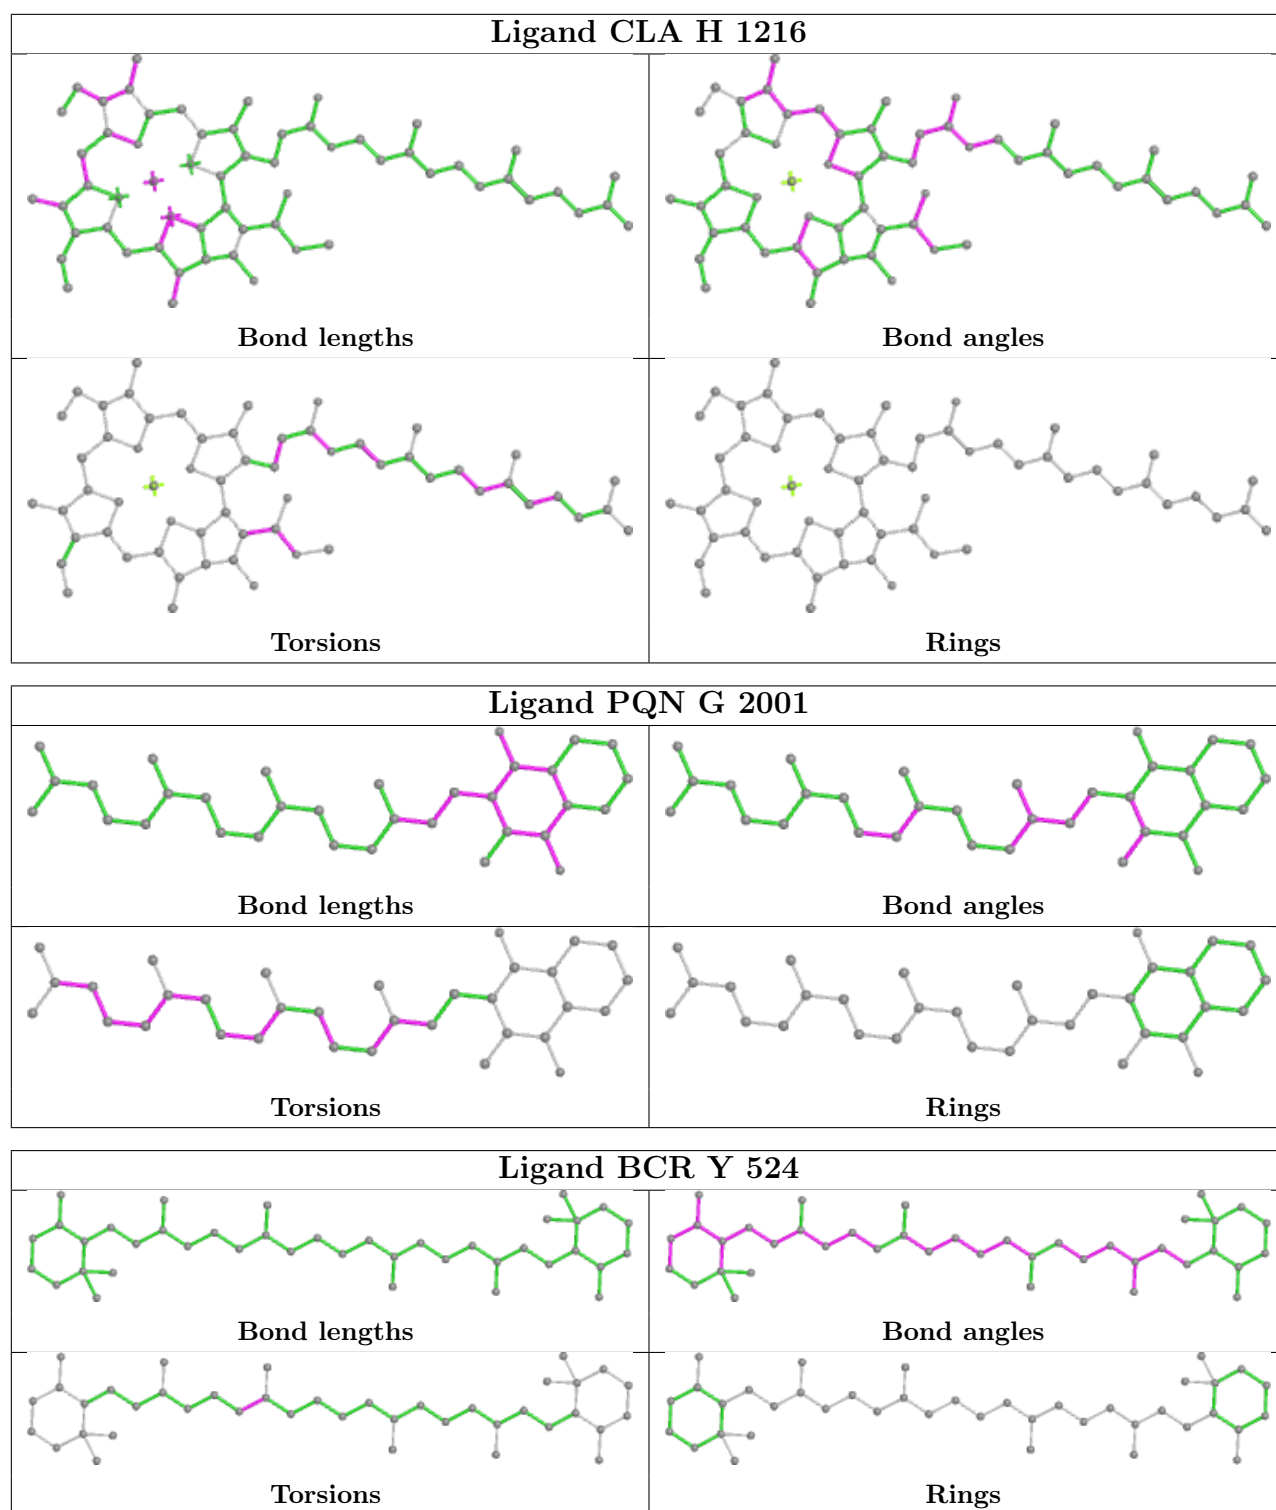 Ligand CLA H 1216
Bond lengths
Bond angles
Torsions
Rings
Ligand PQN G 2001
Bond lengths
Bond angles
Torsions
Rings
Ligand BCR Y 524
Bond lengths
Bond angles
Torsions
Rings